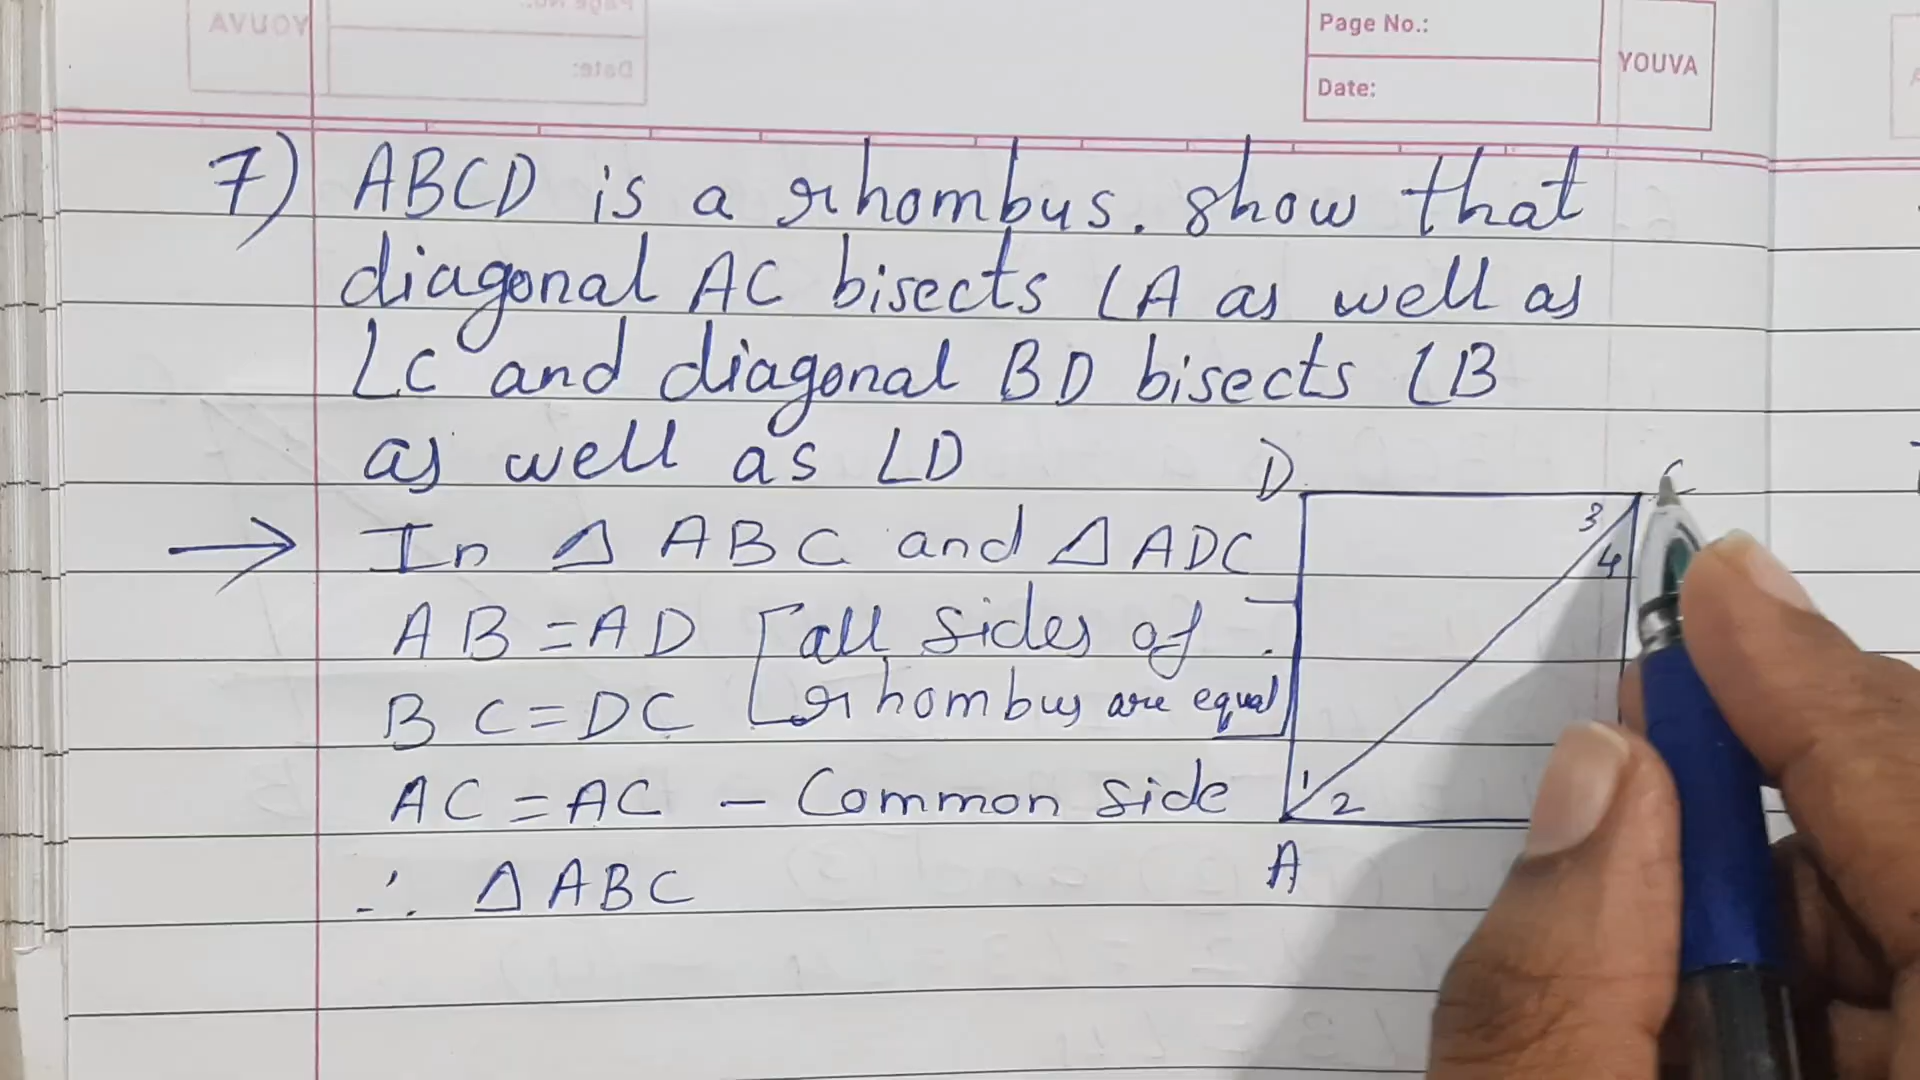 Page No.:
Date:
YOUVA
7) ABCD is a rhombus. show that
diagonal AC bisects ∠A as well as
∠C and diagonal BD bisects ∠B
as well as ∠D
→ In Δ ABC and Δ ADC
AB = AD [all sides of
BC = DC rhombus are equal]
AC = AC – Common side
∴ Δ ABC
D
C
3
4
1
2
A